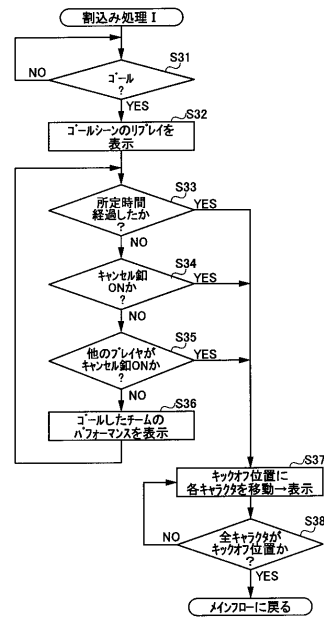 割込み処理Ⅰ
S31
ゴール
?
NO
YES
S32
ゴールシーンのリプレイを
表示
S33
所定時間
経過したか
?
YES
NO
S34
キャンセル釦
ONか
?
YES
NO
S35
他のプレイヤが
キャンセル釦ONか
?
YES
NO
S36
ゴールしたチームの
パフォーマンスを表示
S37
キックオフ位置に
各キャラクタを移動→表示
S38
全キャラクタが
キックオフ位置か
?
NO
YES
メインフローに戻る